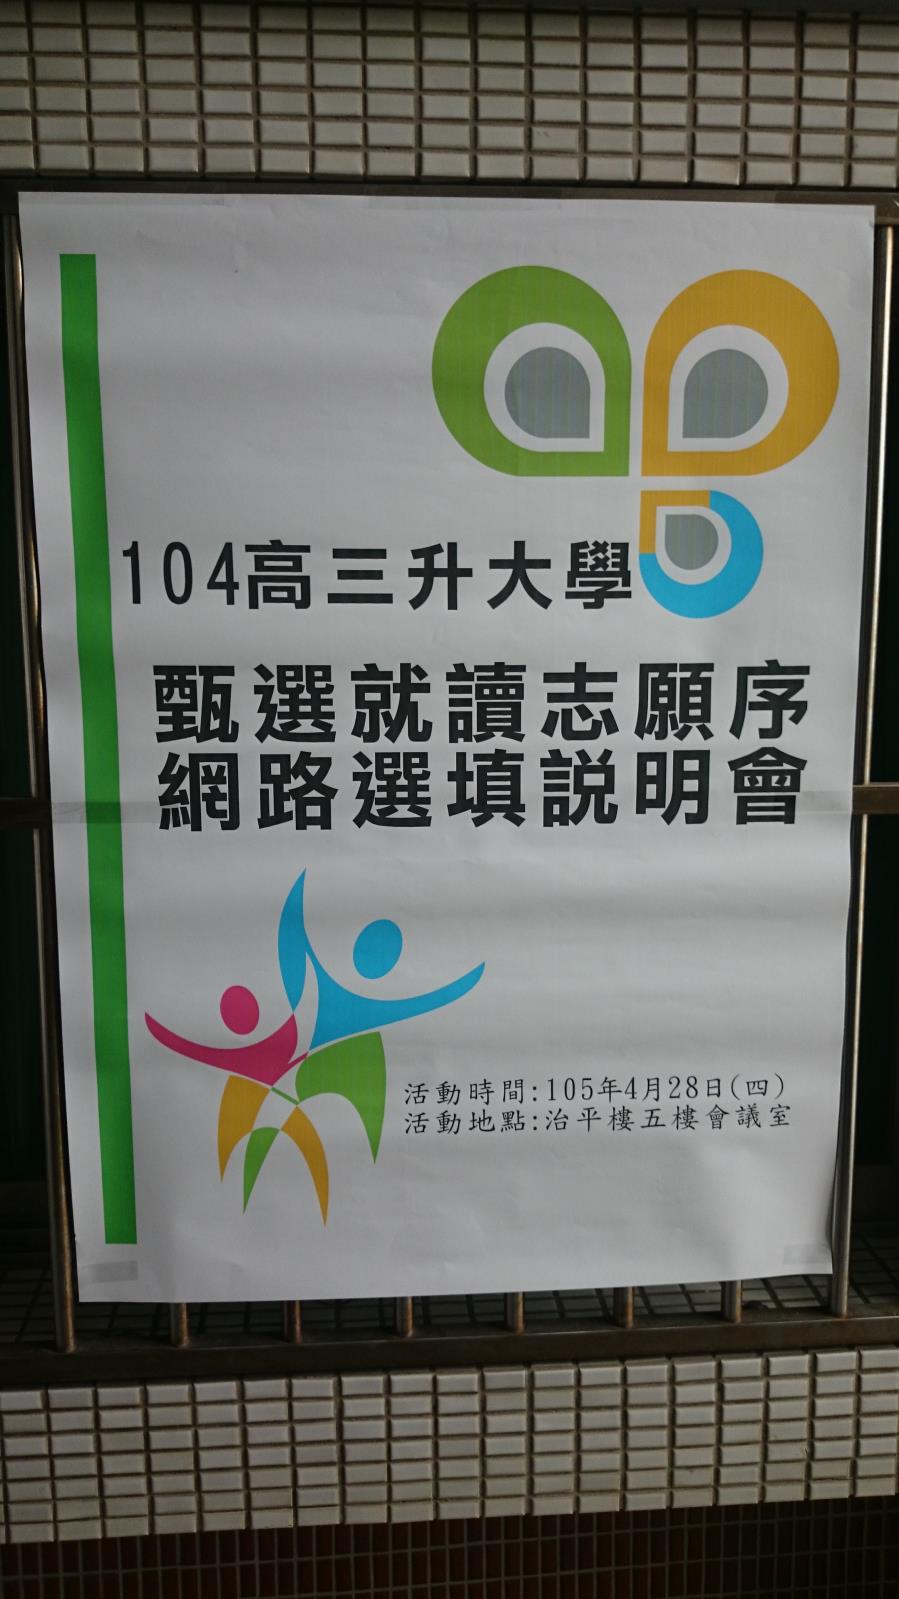 104高三升大學
甄選就讀志願序
網路選填說明會
活動時間:105年4月28日(四)
活動地點:治平樓五樓會議室